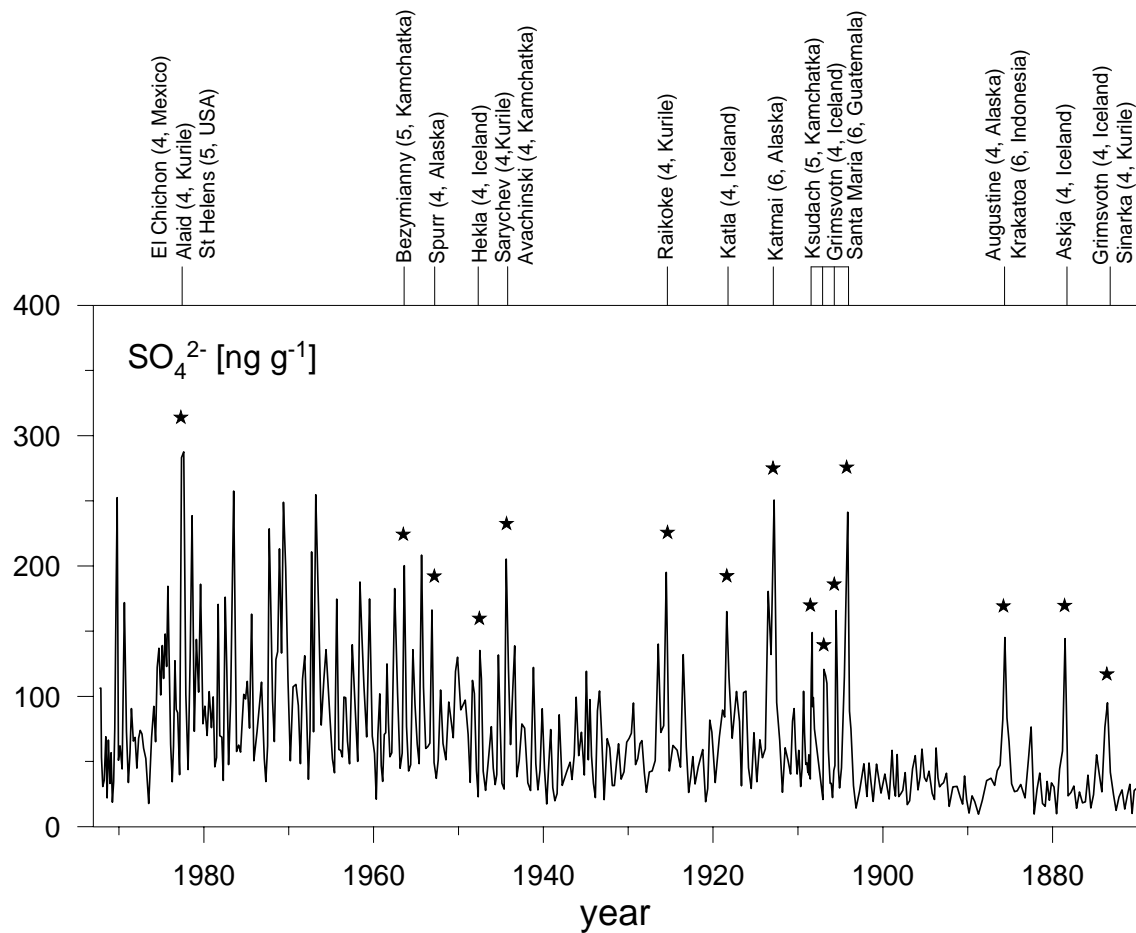 El Chichon (4, Mexico)
Alaid (4, Kurile)
St Helens (5, USA)
Bezymianny (5, Kamchatka)
Spurr (4, Alaska)
Hekla (4, Iceland)
Sarychev (4,Kurile)
Avachinski (4, Kamchatka)
Raikoke (4, Kurile)
Katla (4, Iceland)
Katmai (6, Alaska)
Ksudach (5, Kamchatka)
Grimsvotn (4, Iceland)
Santa Maria (6, Guatemala)
Augustine (4, Alaska)
Krakatoa (6, Indonesia)
Askja (4, Iceland)
Grimsvotn (4, Iceland)
Sinarka (4, Kurile)
400
SO₄²⁻ [ng g⁻¹]
300
200
100
0
1980 1960 1940 1920 1900 1880
year